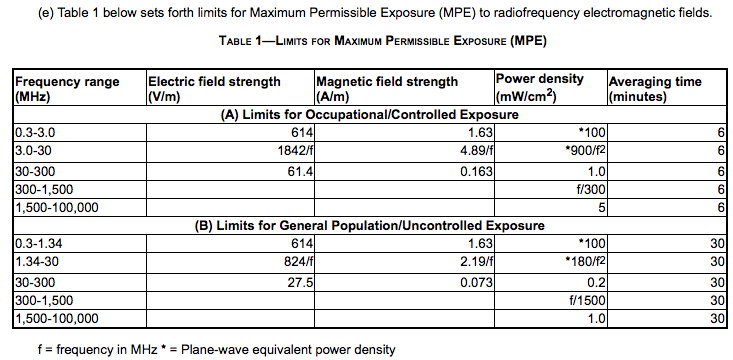 (e) Table 1 below sets forth limits for Maximum Permissible Exposure (MPE) to radiofrequency electromagnetic fields.
TABLE 1—LIMITS FOR MAXIMUM PERMISSIBLE EXPOSURE (MPE)
Frequency range (MHz) Electric field strength (V/m) Magnetic field strength (A/m) Power density (mW/cm²) Averaging time (minutes)
(A) Limits for Occupational/Controlled Exposure
0.3-3.0 614 1.63 *100 6
3.0-30 1842/f 4.89/f *900/f² 6
30-300 61.4 0.163 1.0 6
300-1,500 f/300 6
1,500-100,000 5 6
(B) Limits for General Population/Uncontrolled Exposure
0.3-1.34 614 1.63 *100 30
1.34-30 824/f 2.19/f *180/f² 30
30-300 27.5 0.073 0.2 30
300-1,500 f/1500 30
1,500-100,000 1.0 30
f = frequency in MHz * = Plane-wave equivalent power density